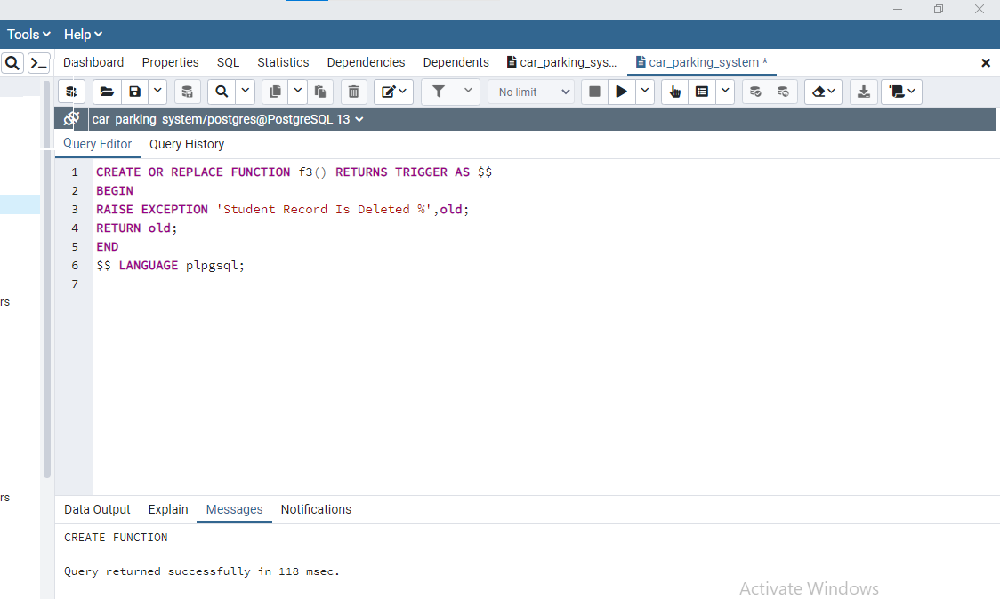 Tools Help
Dashboard Properties SQL Statistics Dependencies Dependents car_parking_sys... car_parking_system *
No limit
car_parking_system/postgres@PostgreSQL 13
Query Editor Query History
1 CREATE OR REPLACE FUNCTION f3() RETURNS TRIGGER AS $$
2 BEGIN
3 RAISE EXCEPTION 'Student Record Is Deleted %',old;
4 RETURN old;
5 END
6 $$ LANGUAGE plpgsql;
7
rs
rs
Data Output Explain Messages Notifications
CREATE FUNCTION
Query returned successfully in 118 msec.
Activate Windows